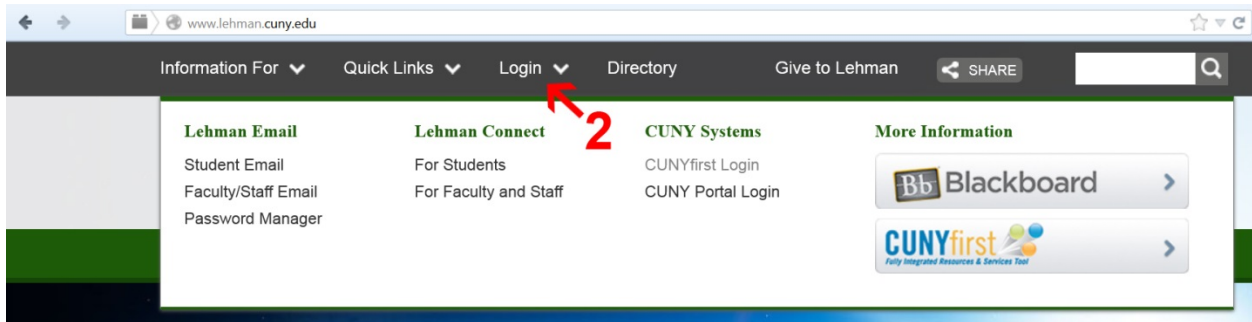 www.lehman.cuny.edu
Information For Quick Links Login Directory Give to Lehman SHARE
2
Lehman Email
Student Email
Faculty/Staff Email
Password Manager
Lehman Connect
For Students
For Faculty and Staff
CUNY Systems
CUNYfirst Login
CUNY Portal Login
More Information
Bb Blackboard
CUNYfirst
Fully Integrated Resources & Services Tool